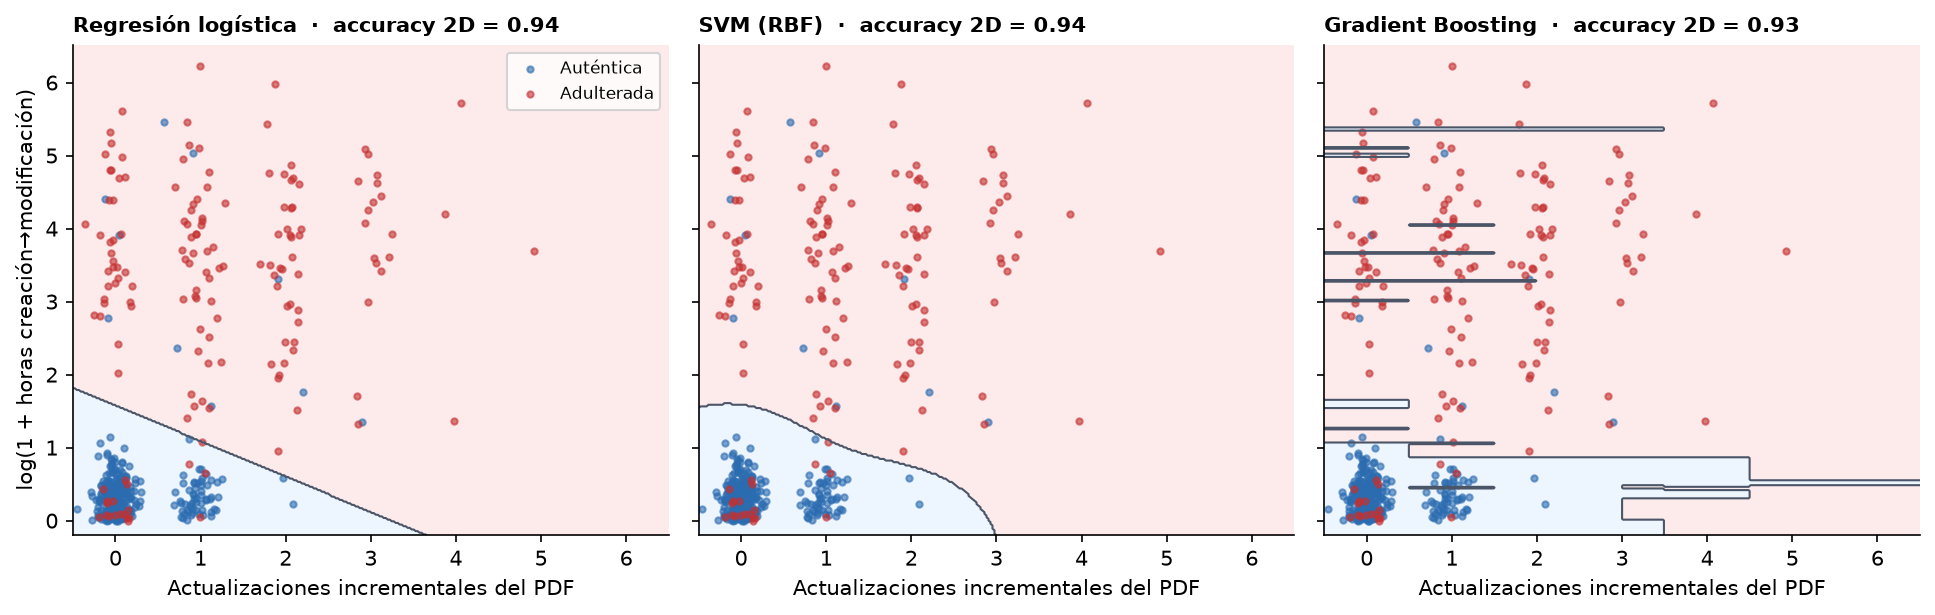 Regresión logística · accuracy 2D = 0.94
Auténtica
Adulterada
log(1 + horas creación→modificación)
6
5
4
3
2
1
0
0 1 2 3 4 5 6
Actualizaciones incrementales del PDF
SVM (RBF) · accuracy 2D = 0.94
0 1 2 3 4 5 6
Actualizaciones incrementales del PDF
Gradient Boosting · accuracy 2D = 0.93
0 1 2 3 4 5 6
Actualizaciones incrementales del PDF